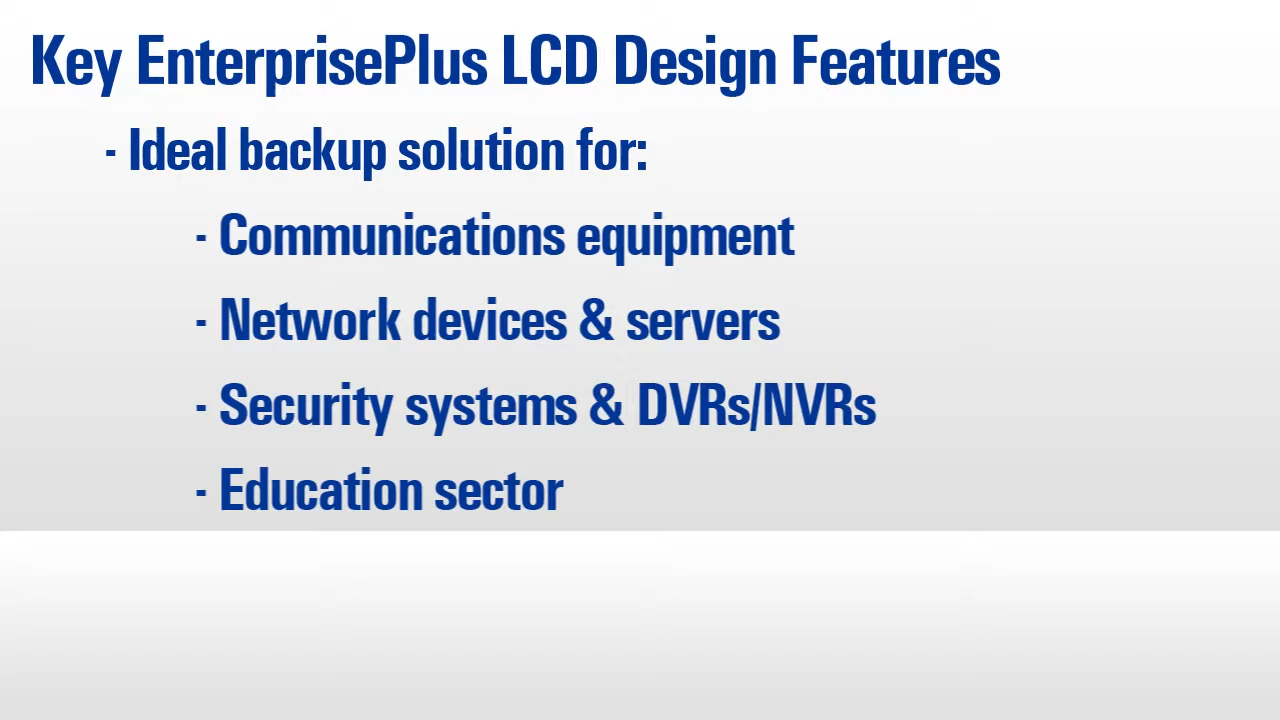 Key EnterprisePlus LCD Design Features
- Ideal backup solution for:
- Communications equipment
- Network devices & servers
- Security systems & DVRs/NVRs
- Education sector